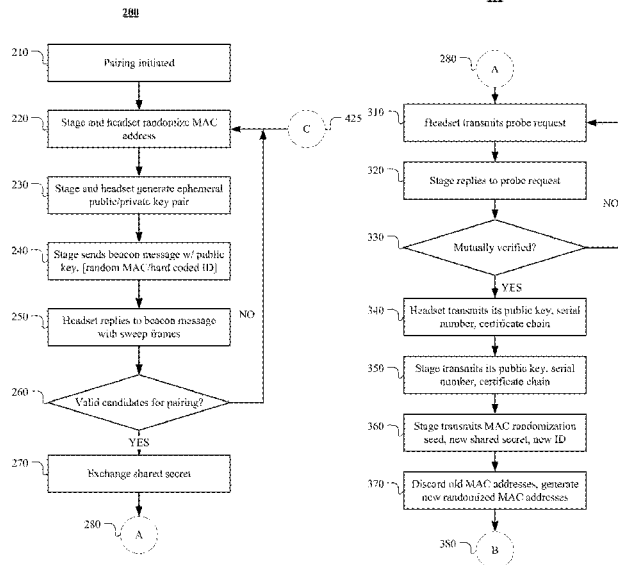 200
210
Pairing initiated
220
Stage and headset randomize MAC
address
C
425
230
Stage and headset generate ephemeral
public/private key pair
240
Stage sends beacon message w/ public
key, [random MAC/hard coded ID]
250
Headset replies to beacon message
with sweep frames
NO
260
Valid candidates for pairing?
YES
270
Exchange shared secret
280
A
280
A
310
Headset transmits probe request
320
Stage replies to probe request
NO
330
Mutually verified?
YES
340
Headset transmits its public key, serial
number, certificate chain
350
Stage transmits its public key, serial
number, certificate chain
360
Stage transmits MAC randomization
seed, new shared secret, new ID
370
Discard old MAC addresses, generate
new randomized MAC addresses
380
B